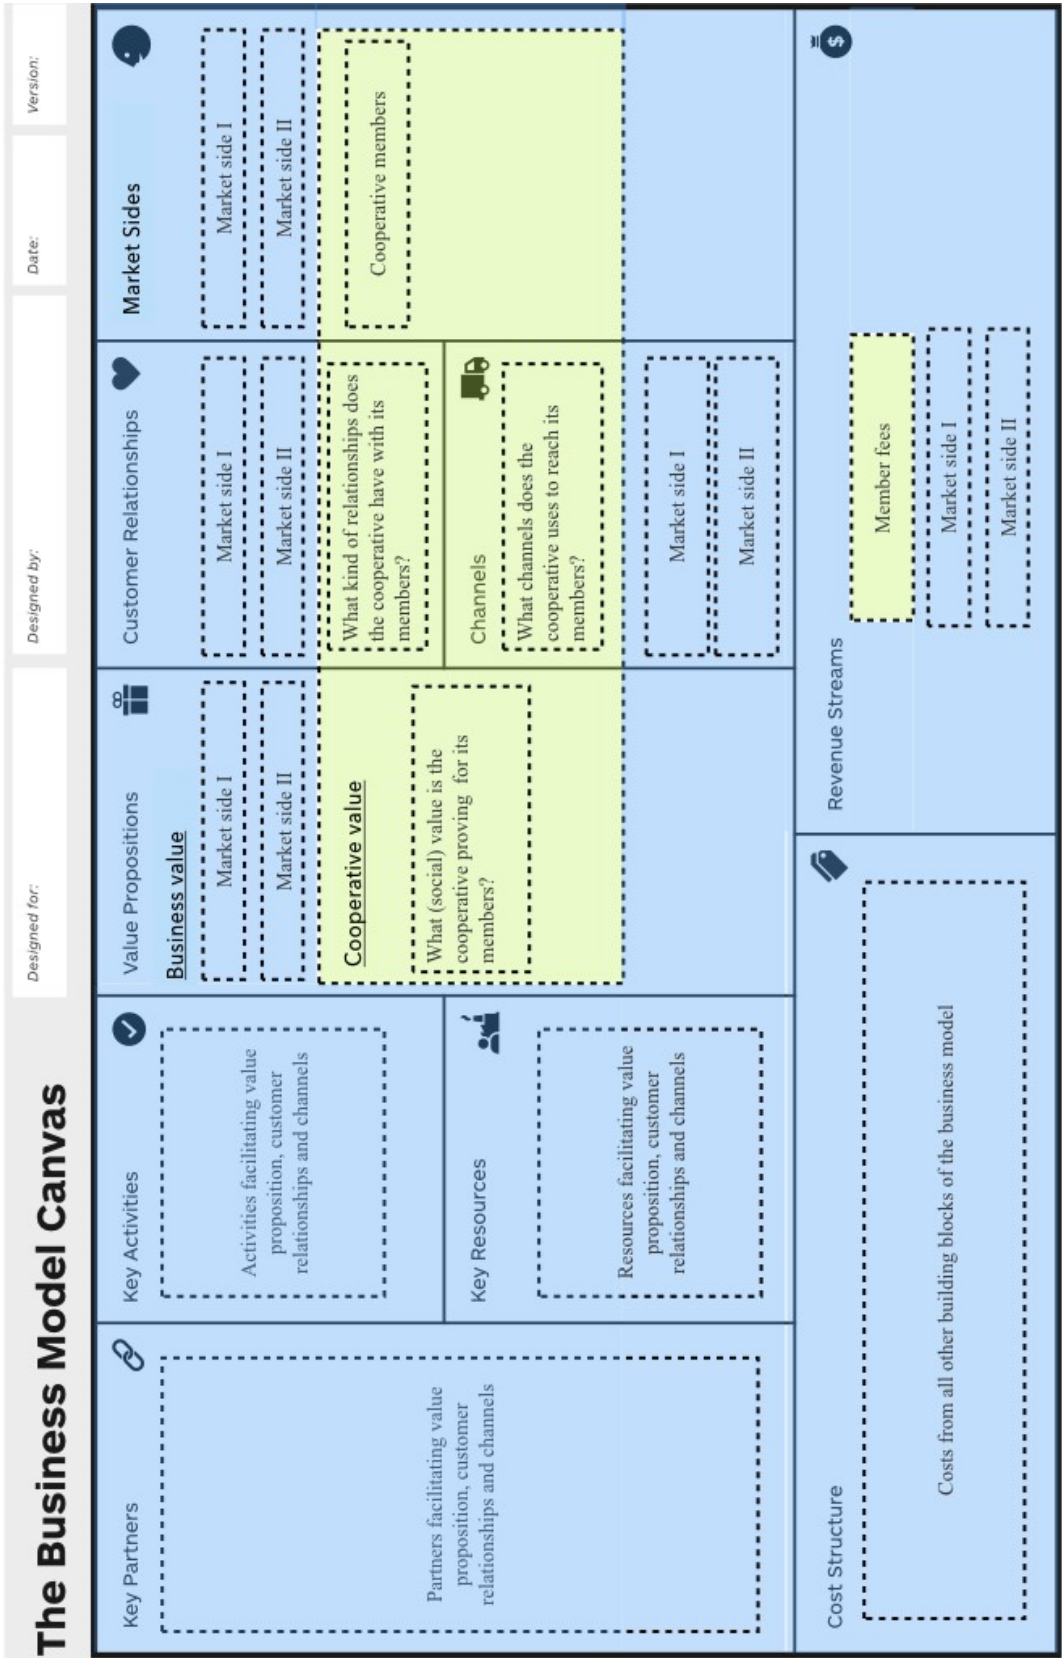 The Business Model Canvas
Designed for:
Designed by:
Date:
Version:
Key Partners
Partners facilitating value
proposition, customer
relationships and channels
Key Activities
Activities facilitating value
proposition, customer
relationships and channels
Key Resources
Resources facilitating value
proposition, customer
relationships and channels
Value Propositions
Business value
Market side I
Market side II
Cooperative value
What (social) value is the
cooperative proving for its
members?
Customer Relationships
Market side I
Market side II
What kind of relationships does
the cooperative have with its
members?
Channels
What channels does the
cooperative uses to reach its
members?
Market side I
Market side II
Market Sides
Market side I
Market side II
Cooperative members
Cost Structure
Costs from all other building blocks of the business model
Revenue Streams
Member fees
Market side I
Market side II
$